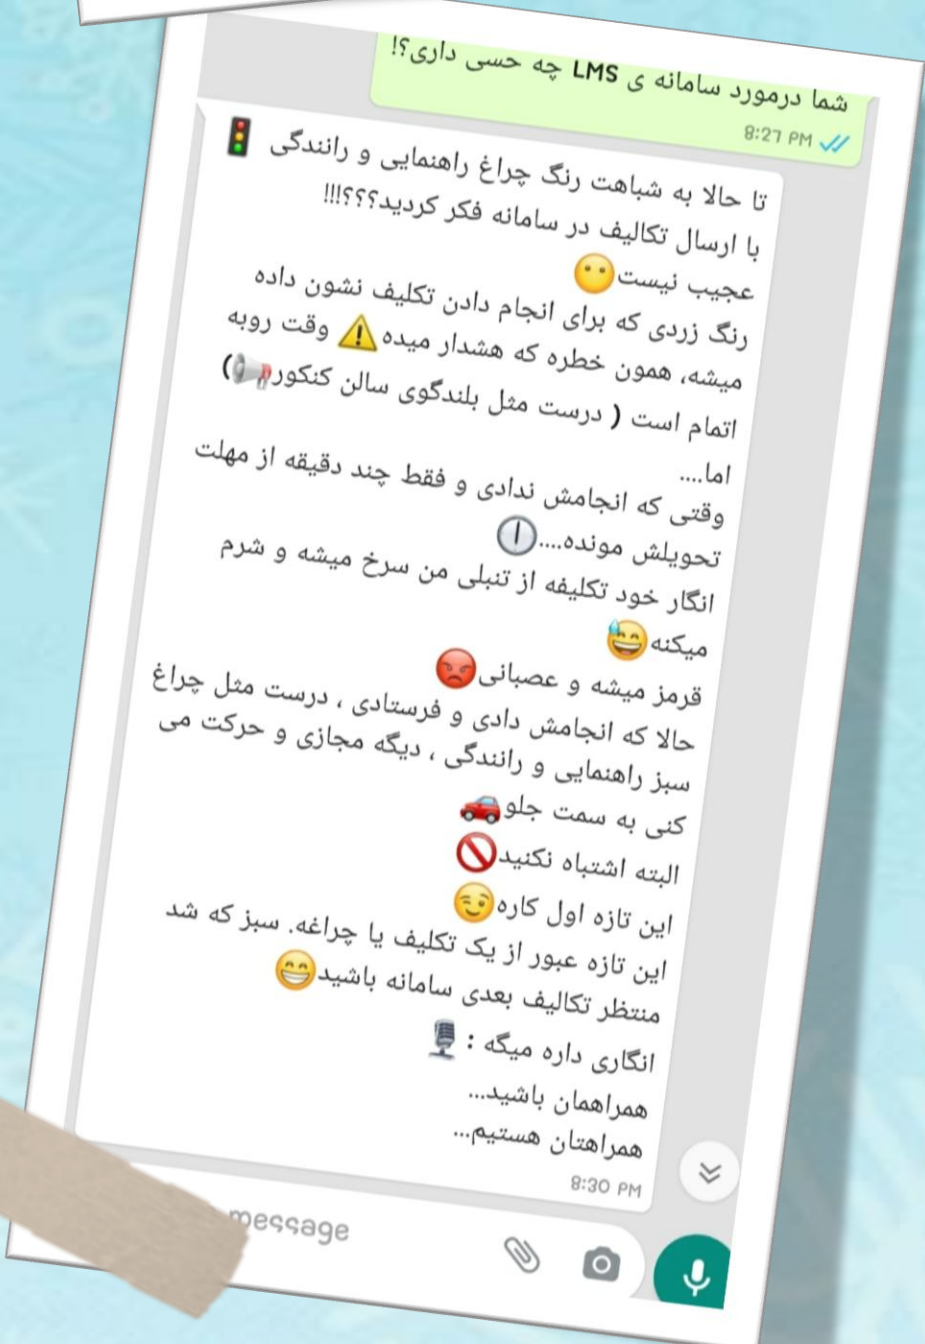 شما درمورد سامانه ی LMS چه حسی داری؟!
8:27 PM
تا حالا به شباهت رنگ چراغ راهنمایی و رانندگی 🚦
با ارسال تکالیف در سامانه فکر کردید؟؟؟!!!
عجیب نیست😶
رنگ زردی که برای انجام دادن تکلیف نشون داده
میشه، همون خطره که هشدار میده⚠️ وقت روبه
اتمام است ( درست مثل بلندگوی سالن کنکور📢)
اما....
وقتی که انجامش ندادی و فقط چند دقیقه از مهلت
تحویلش مونده....🕕
انگار خود تکلیفه از تنبلی من سرخ میشه و شرم
میکنه😅
قرمز میشه و عصبانی😡
حالا که انجامش دادی و فرستادی ، درست مثل چراغ
سبز راهنمایی و رانندگی ، دیگه مجازی و حرکت می
کنی به سمت جلو🚗
البته اشتباه نکنید🚫
این تازه اول کاره😉
این تازه عبور از یک تکلیف یا چراغه. سبز که شد
منتظر تکالیف بعدی سامانه باشید😁
انگاری داره میگه : 🎙
همراهمان باشید...
همراهتان هستیم...
8:30 PM
message